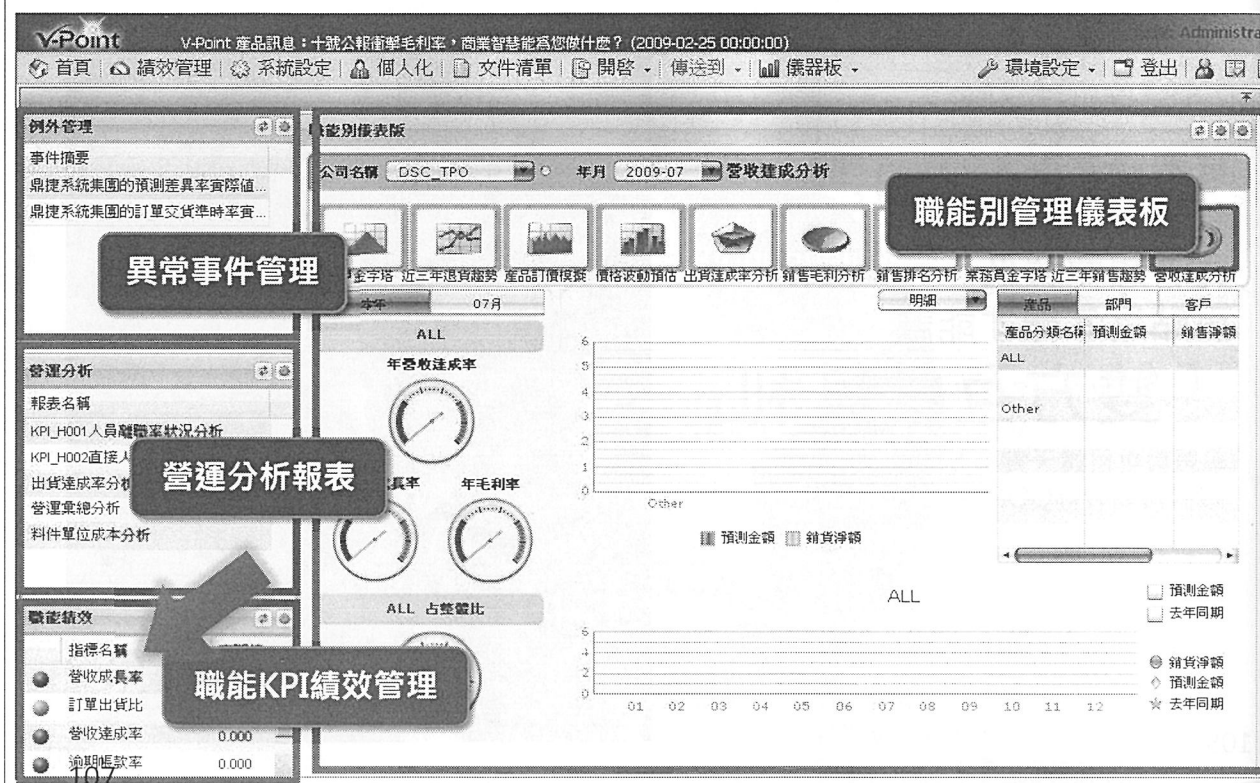 V-Point
V-Point 產品訊息：十號公報衝擊毛利率，商業智慧能為您做什麼？ (2009-02-25 00:00:00)
Administra
首頁 績效管理 系統設定 個人化 文件清單 開啓 傳送到 儀器板 環境設定 登出
例外管理
事件摘要
鼎捷系統集團的預測差異率實際值...
鼎捷系統集團的訂單交貨準時率實...
異常事件管理
營運分析
報表名稱
KPI_H001人員離職率狀況分析
KPI_H002直接人
出貨達成率分析
營運彙總分析
料件單位成本分析
營運分析報表
職能績效
指標名稱
營收成長率
訂單出貨比
營收達成率 0.000
逾期帳款率 0.000
職能KPI績效管理
職能別儀表版
公司名稱 DSC_TPO 年月 2009-07 營收達成分析
職能別管理儀表板
金字塔 近三年退貨趨勢 產品訂價模擬 價格波動預估 出貨達成率分析 銷售毛利分析 銷售排名分析 業務員金字塔 近三年銷售趨勢 營收達成分析
本年 07月
ALL
年營收達成率
長率 年毛利率
ALL 占整體比
明細
6
5
4
3
2
1
0
Other
預測金額 銷貨淨額
產品 部門 客戶
產品分類名稱 預測金額 銷售淨額
ALL
Other
ALL
預測金額
去年同期
6
4
2
0
01 02 03 04 05 06 07 08 09 10 11 12
銷貨淨額
預測金額
去年同期
107